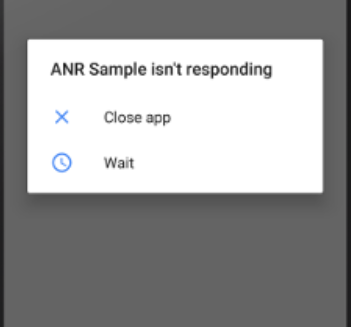 ANR Sample isn't responding
Close app
Wait